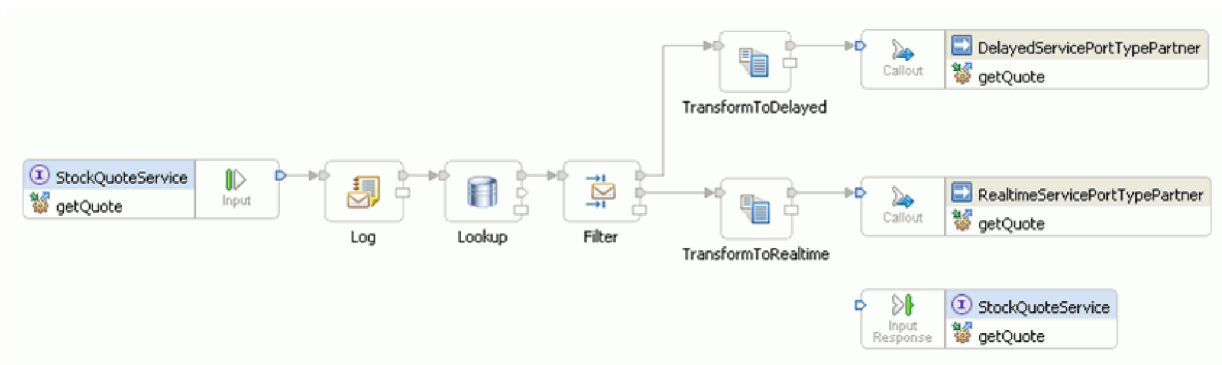 DelayedServicePortTypePartner
Callout
getQuote
TransformToDelayed
StockQuoteService
Input
getQuote
Log
Lookup
Filter
RealtimeServicePortTypePartner
Callout
getQuote
TransformToRealtime
StockQuoteService
Input
Response
getQuote